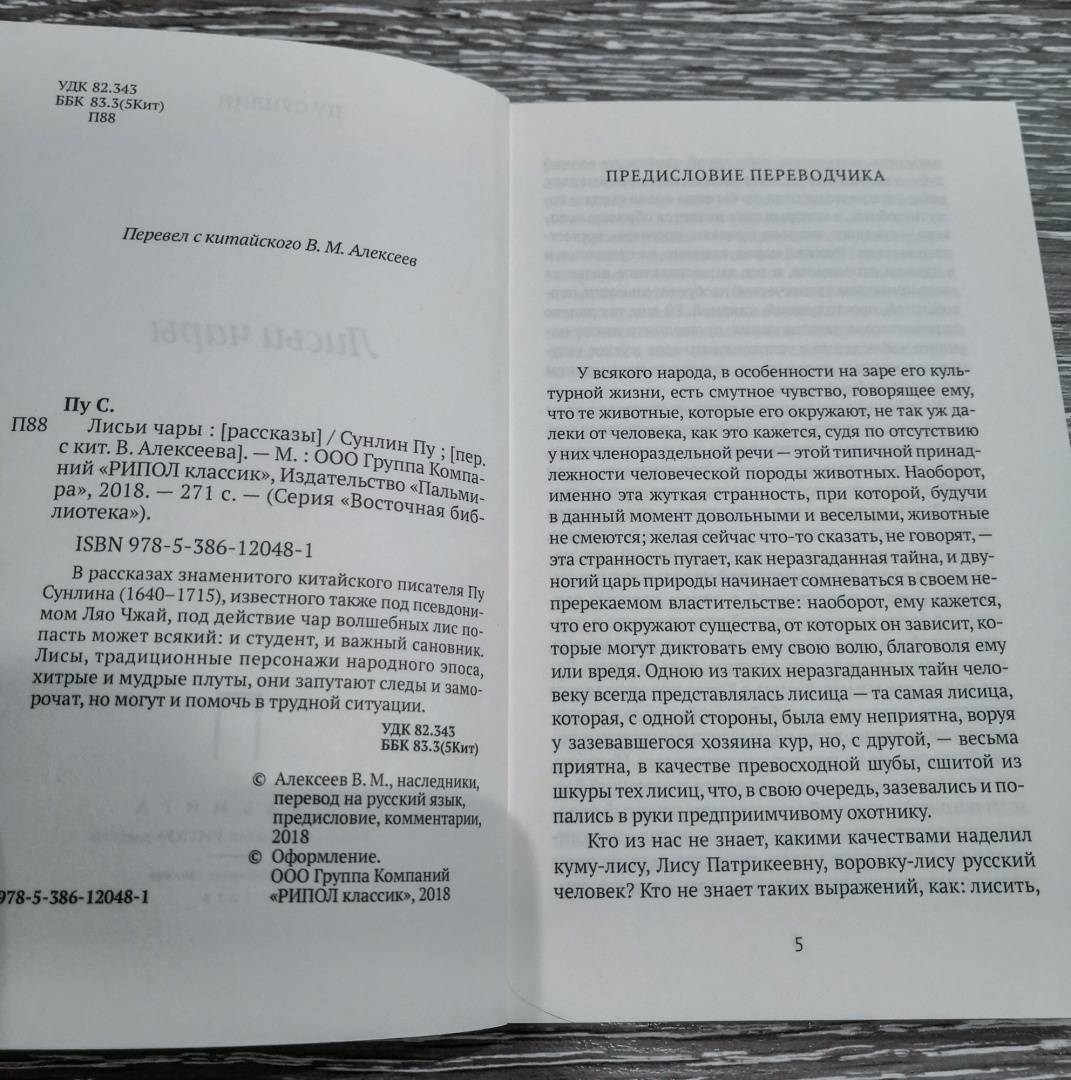 УДК 82.343
ББК 83.3(5Кит)
П88
Перевел с китайского В. М. Алексеев
Пу С.
П88 Лисьи чары : [рассказы] / Сунлин Пу ; [пер.
с кит. В. Алексеева]. — М. : ООО Группа Компа-
ний «РИПОЛ классик», Издательство «Пальми-
ра», 2018. — 271 с. — (Серия «Восточная биб-
лиотека»).
ISBN 978-5-386-12048-1
В рассказах знаменитого китайского писателя Пу
Сунлина (1640–1715), известного также под псевдони-
мом Ляо Чжай, под действие чар волшебных лис по-
пасть может всякий: и студент, и важный сановник.
Лисы, традиционные персонажи народного эпоса,
хитрые и мудрые плуты, они запутают следы и замо-
рочат, но могут и помочь в трудной ситуации.
УДК 82.343
ББК 83.3(5Кит)
© Алексеев В. М., наследники,
перевод на русский язык,
предисловие, комментарии,
2018
© Оформление.
ООО Группа Компаний
«РИПОЛ классик», 2018
978-5-386-12048-1
ПРЕДИСЛОВИЕ ПЕРЕВОДЧИКА
У всякого народа, в особенности на заре его куль-
турной жизни, есть смутное чувство, говорящее ему,
что те животные, которые его окружают, не так уж да-
леки от человека, как это кажется, судя по отсутствию
у них членораздельной речи — этой типичной принад-
лежности человеческой породы животных. Наоборот,
именно эта жуткая странность, при которой, будучи
в данный момент довольными и веселыми, животные
не смеются; желая сейчас что-то сказать, не говорят, —
эта странность пугает, как неразгаданная тайна, и дву-
ногий царь природы начинает сомневаться в своем не-
пререкаемом властительстве: наоборот, ему кажется,
что его окружают существа, от которых он зависит, ко-
торые могут диктовать ему свою волю, благоволя ему
или вредя. Одною из таких неразгаданных тайн чело-
веку всегда представлялась лисица — та самая лисица,
которая, с одной стороны, была ему неприятна, воруя
у зазевавшегося хозяина кур, но, с другой, — весьма
приятна, в качестве превосходной шубы, сшитой из
шкуры тех лисиц, что, в свою очередь, зазевались и по-
пались в руки предприимчивому охотнику.
Кто из нас не знает, какими качествами наделил
куму-лису, Лису Патрикеевну, воровку-лису русский
человек? Кто не знает таких выражений, как: лисить,
5